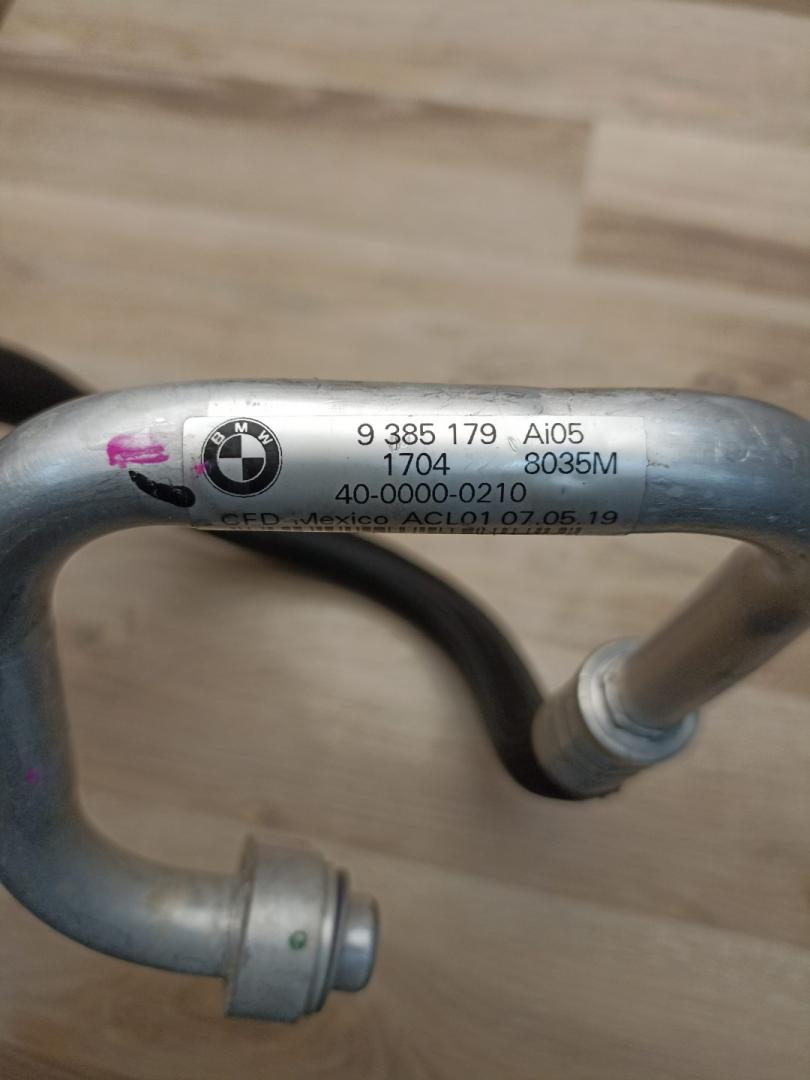 BMW
9 385 179 Ai05
1704 8035M
40-0000-0210
CFD Mexico ACL01 07.05.19